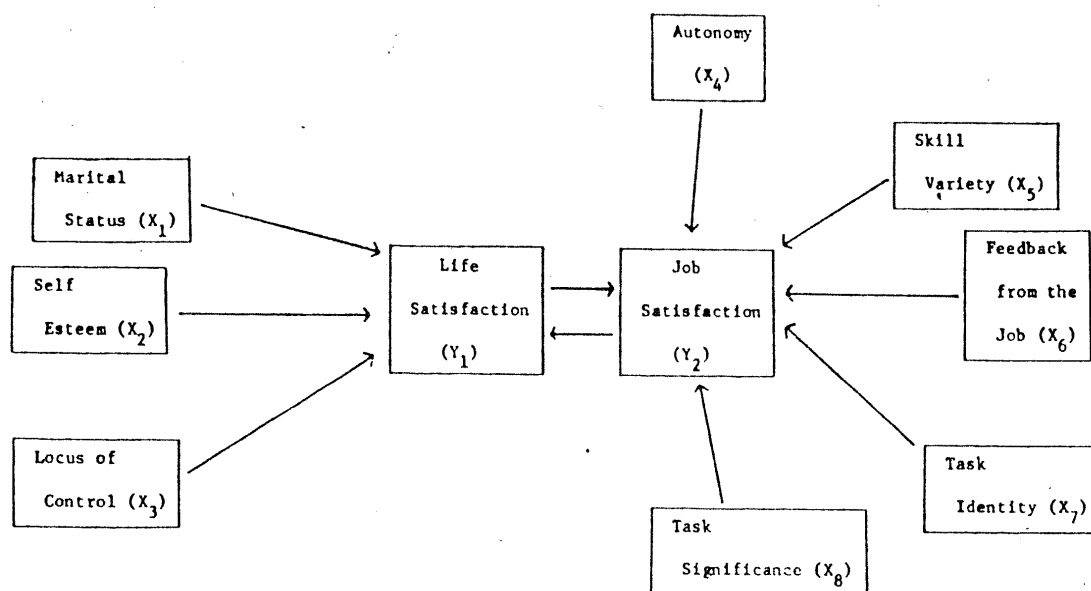 Autonomy
(X4)
Skill
Variety (X5)
Marital
Status (X1)
Life
Satisfaction
(Y1)
Job
Satisfaction
(Y2)
Feedback
from the
Job (X6)
Self
Esteem (X2)
Locus of
Control (X3)
Task
Identity (X7)
Task
Significance (X8)